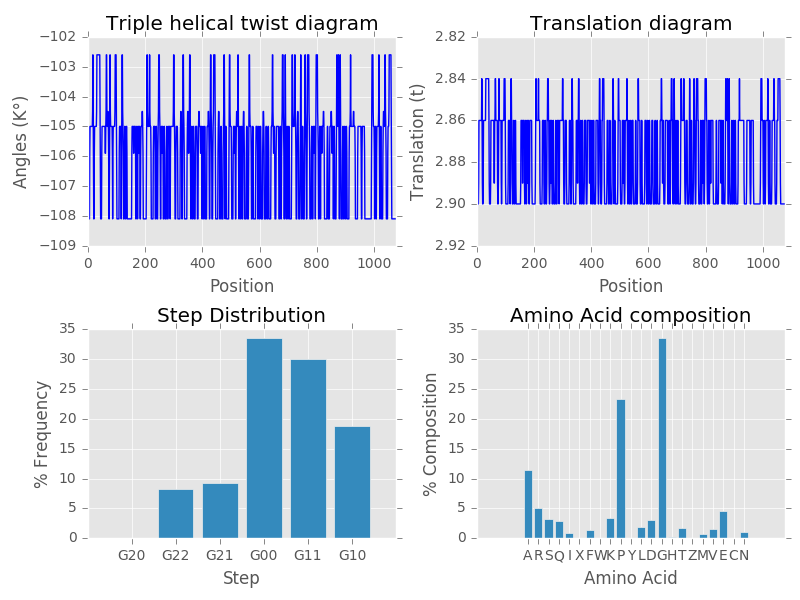 Triple helical twist diagram
−102
−103
−104
−105
−106
−107
−108
−109
Angles (K°)
0 200 400 600 800 1000
Position
Translation diagram
2.82
2.84
2.86
2.88
2.90
2.92
Translation (t)
0 200 400 600 800 1000
Position
Step Distribution
35
30
25
20
15
10
5
0
% Frequency
G20 G22 G21 G00 G11 G10
Step
Amino Acid composition
35
30
25
20
15
10
5
0
% Composition
A R S Q I X F W K P Y L D G H T Z M V E C N
Amino Acid